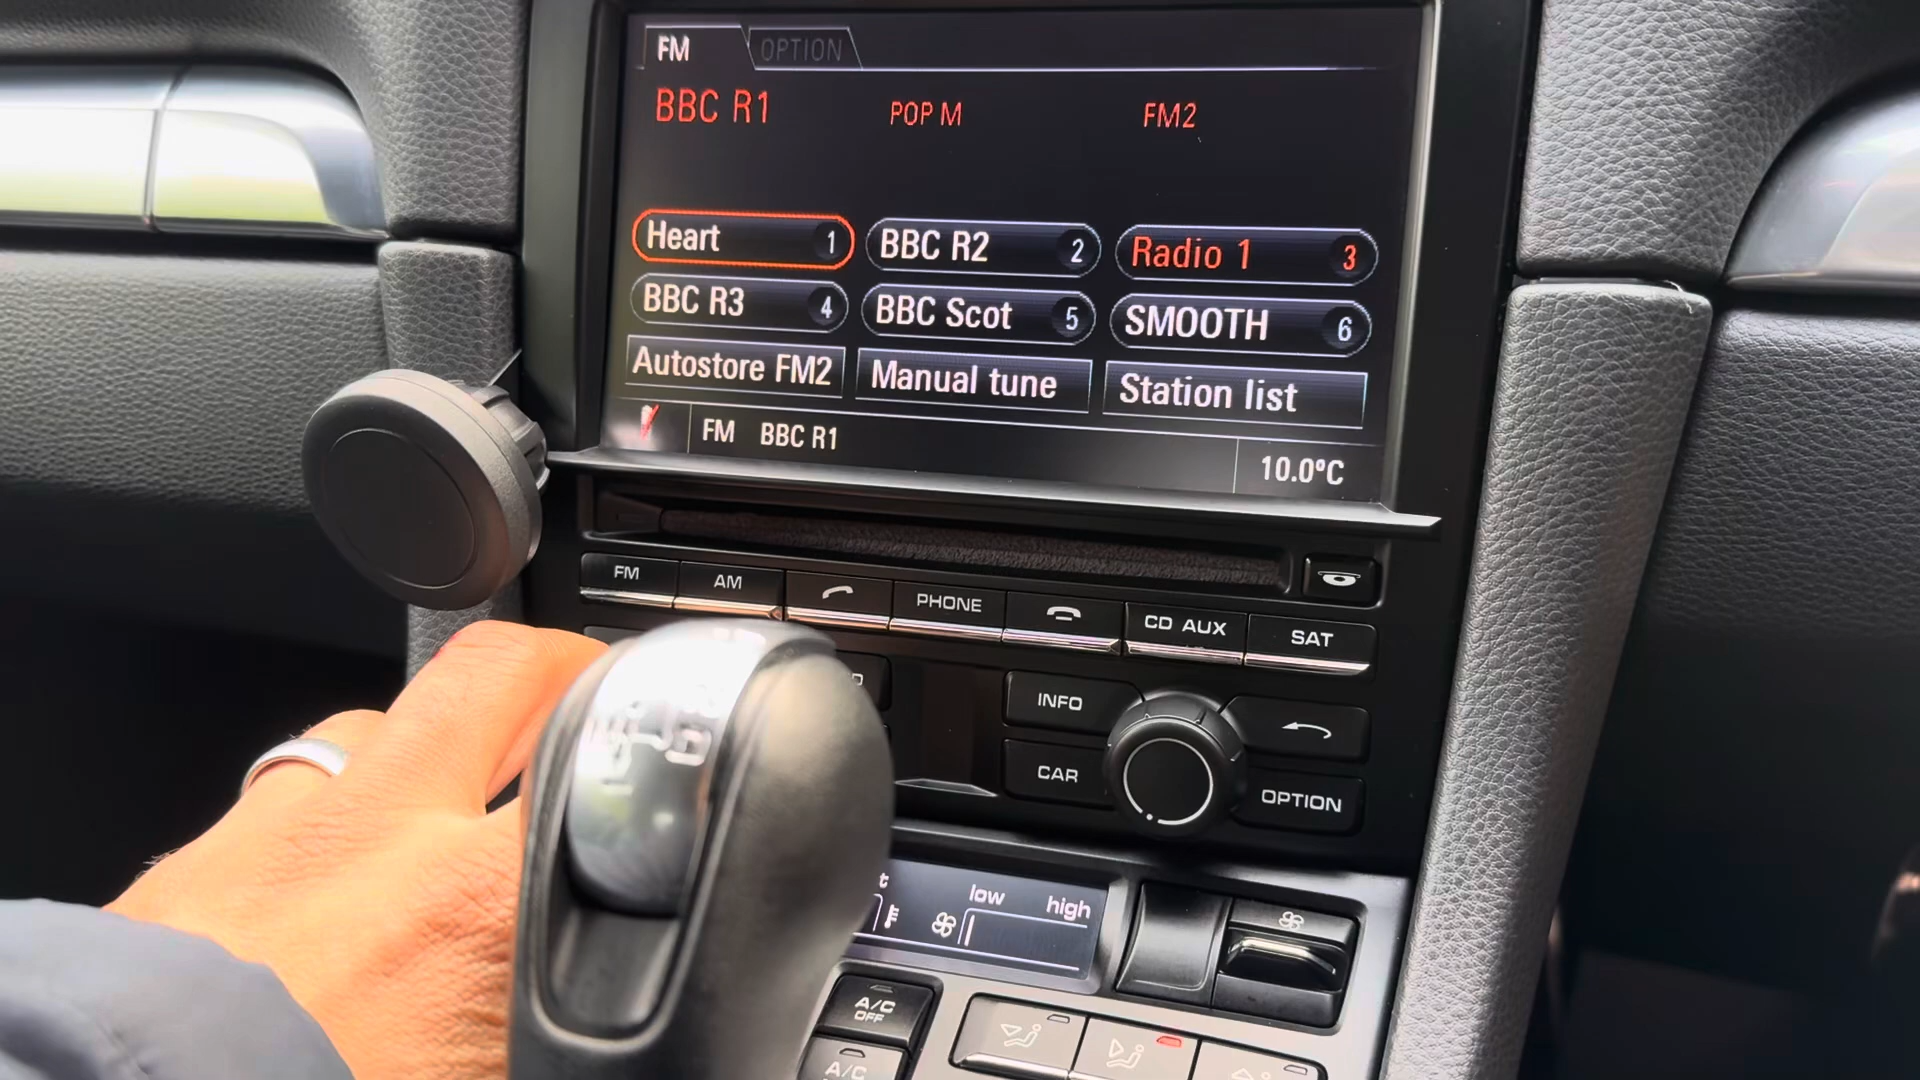 FM OPTION
BBC R1 POP M FM2
Heart 1 BBC R2 2 Radio 1 3
BBC R3 4 BBC Scot 5 SMOOTH 6
Autostore FM2 Manual tune Station list
FM BBC R1
10.0ºC
FM AM PHONE CD AUX SAT
INFO
CAR OPTION
low high
A/C
OFF
A/C